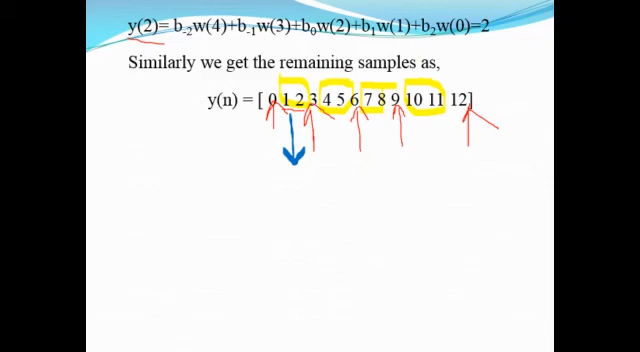 y(2)= b₋₂w(4)+b₋₁w(3)+b₀w(2)+b₁w(1)+b₂w(0)=2
Similarly we get the remaining samples as,
y(n) = [ 0 1 2 3 4 5 6 7 8 9 10 11 12]